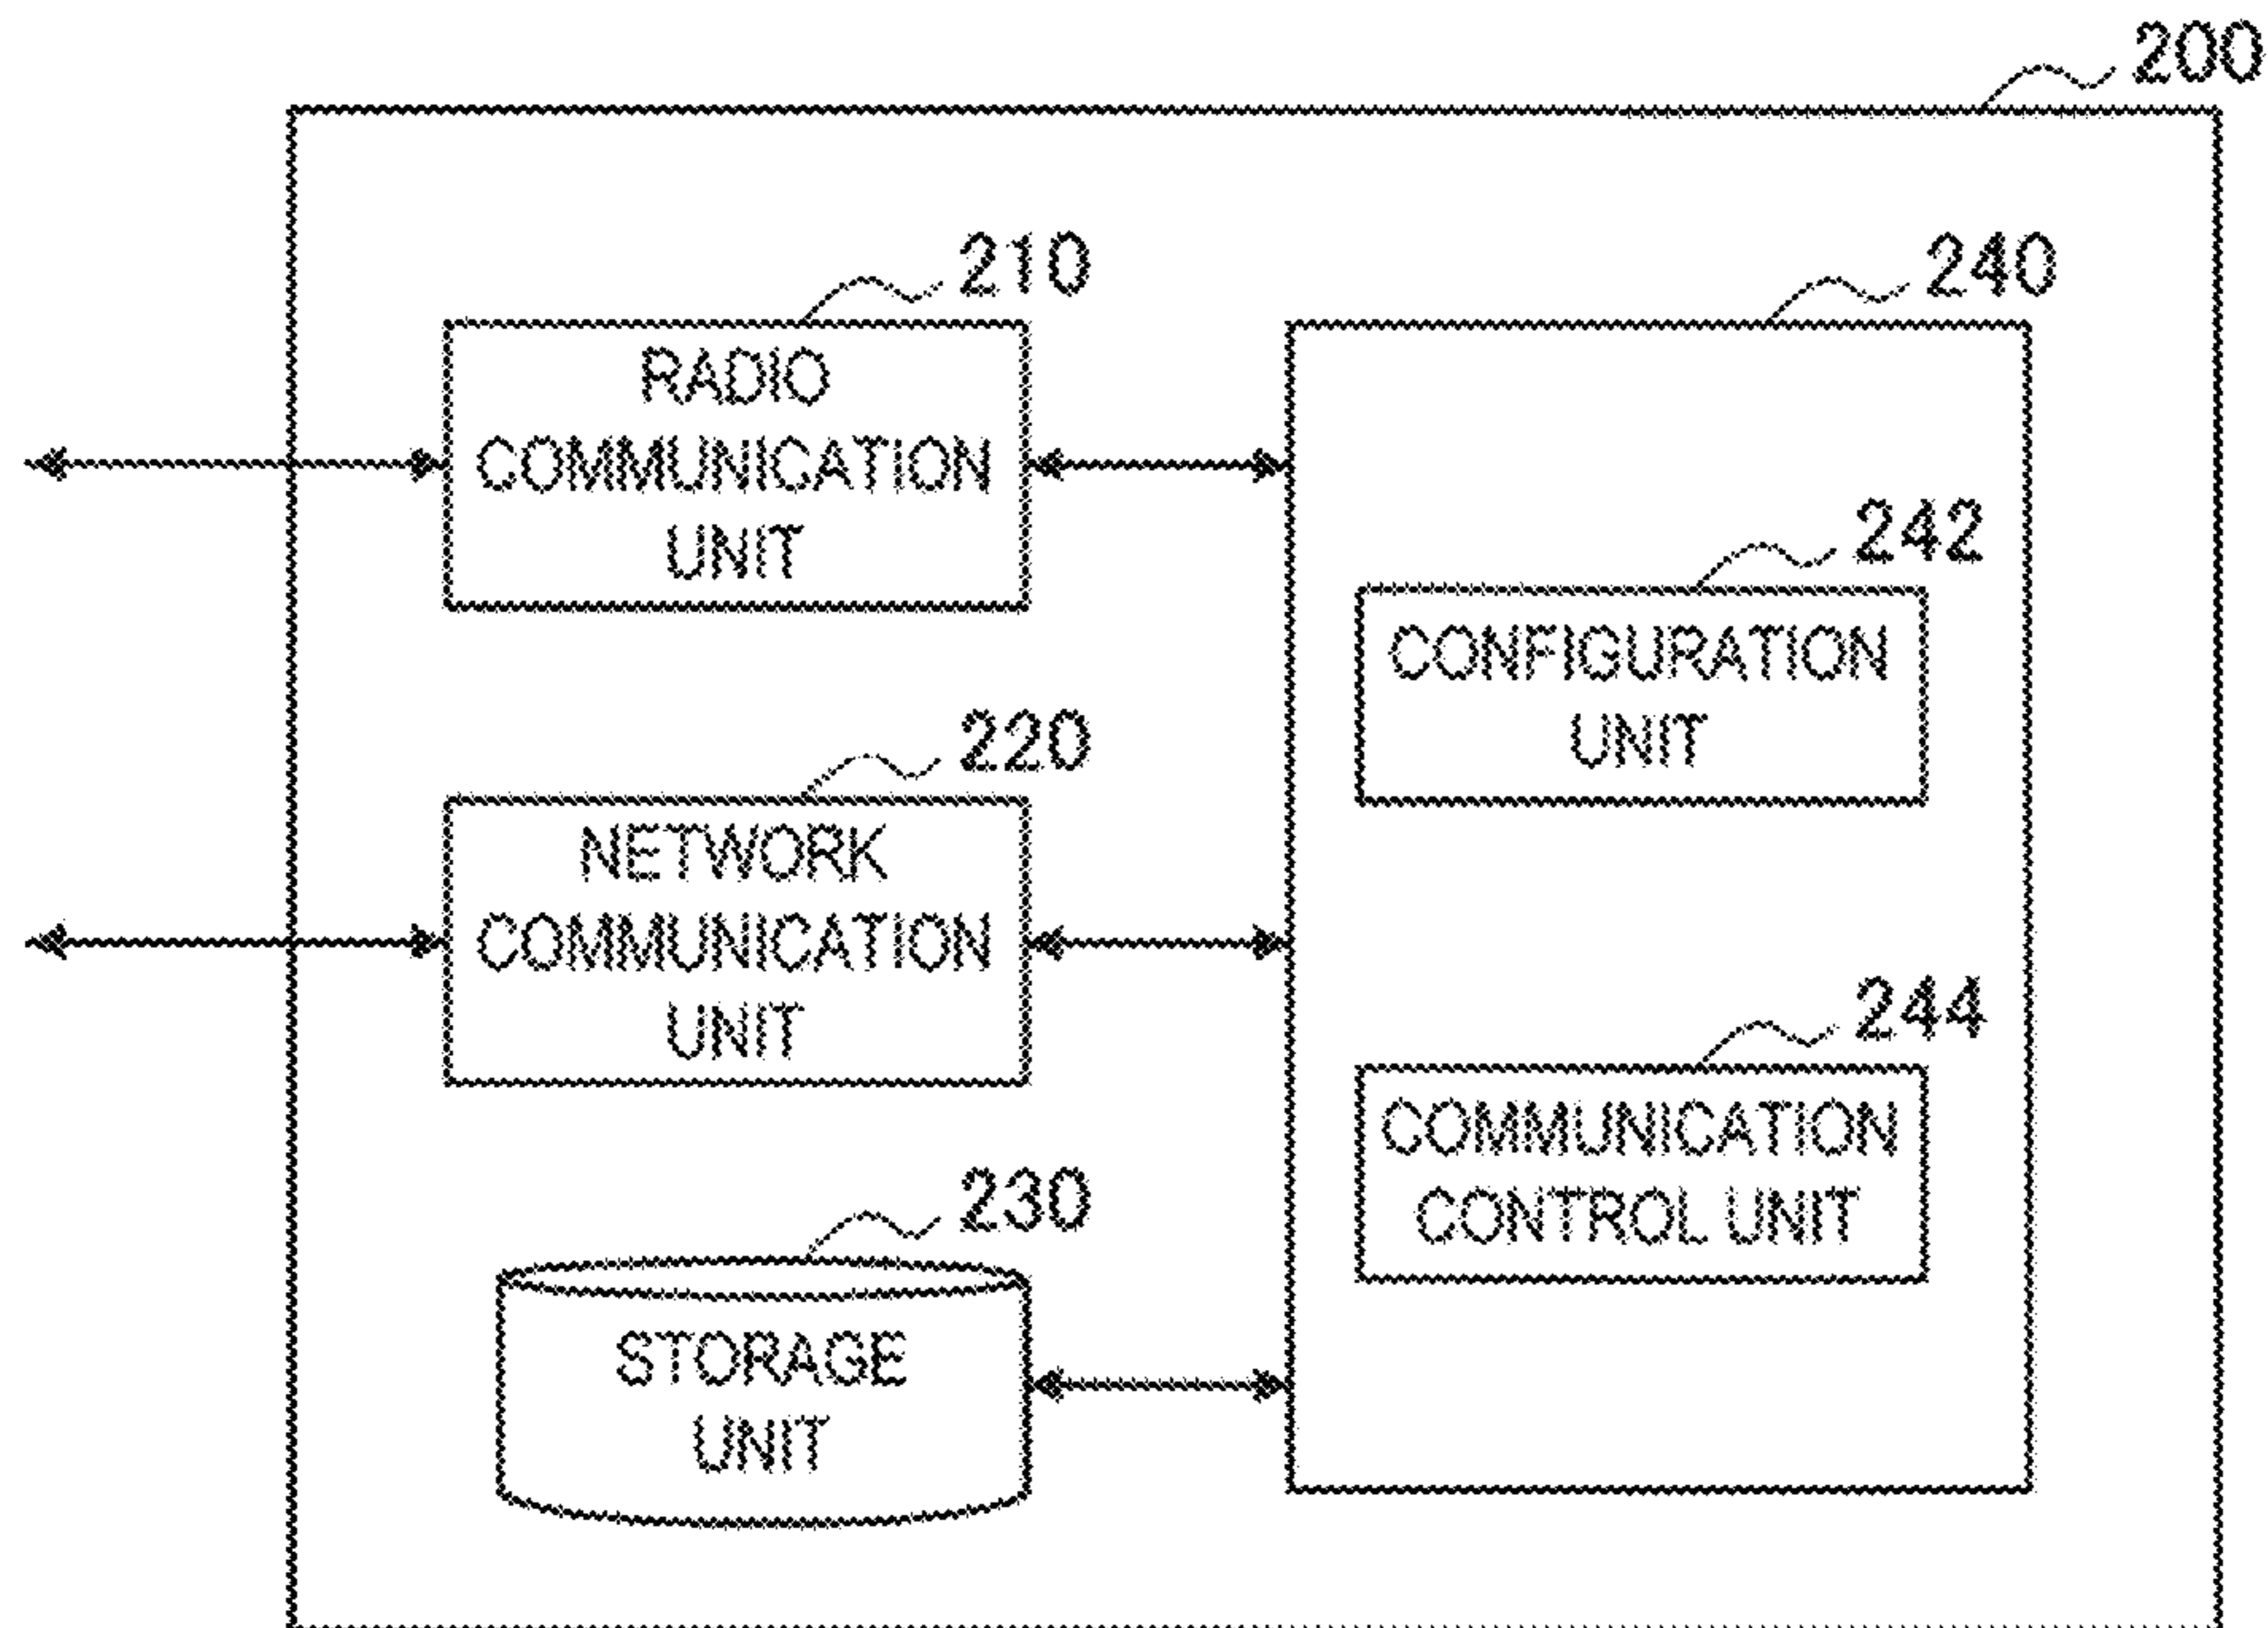 200
210
RADIO
COMMUNICATION
UNIT
220
NETWORK
COMMUNICATION
UNIT
230
STORAGE
UNIT
240
242
CONFIGURATION
UNIT
244
COMMUNICATION
CONTROL UNIT